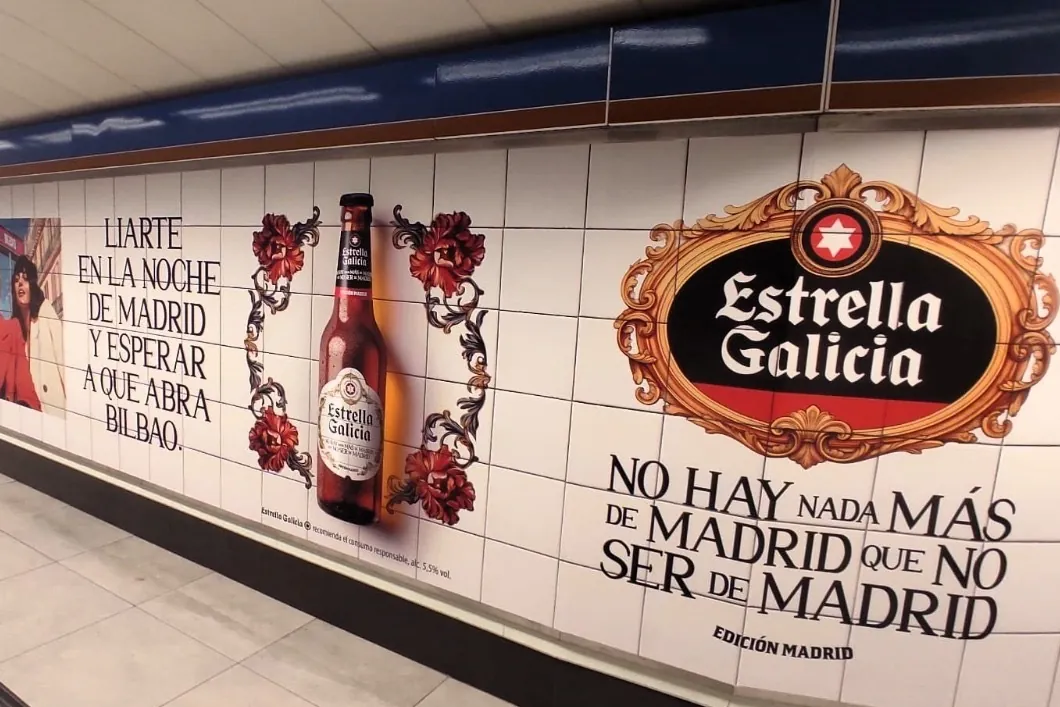 LIARTE
EN LA NOCHE
DE MADRID
Y ESPERAR
A QUE ABRA
BILBAO.
Estrella
Galicia
Estrella
Galicia
Estrella Galicia recomienda el consumo responsable, alc. 5,5% vol.
Estrella
Galicia
NO HAY NADA MÁS
DE MADRID QUE NO
SER DE MADRID
EDICIÓN MADRID